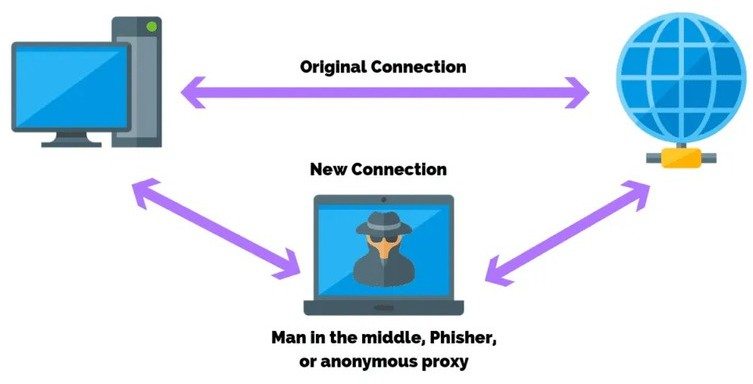 Original Connection
New Connection
Man in the middle, Phisher,
or anonymous proxy